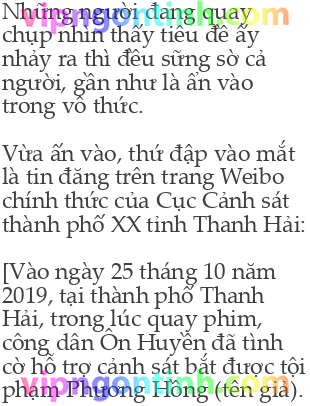 Những người đang quay
chụp nhìn thấy tiêu đề ấy
nhảy ra thì đều sững sờ cả
người, gần như là ấn vào
trong vô thức.
Vừa ấn vào, thứ đập vào mắt
là tin đăng trên trang Weibo
chính thức của Cục Cảnh sát
thành phố XX tỉnh Thanh Hải:
[Vào ngày 25 tháng 10 năm
2019, tại thành phố Thanh
Hải, trong lúc quay phim,
công dân Ôn Huyền đã tình
cờ hỗ trợ cảnh sát bắt được tội
phạm Phương Hồng (tên giả).
vipngontinh.com
vipngontinh.com